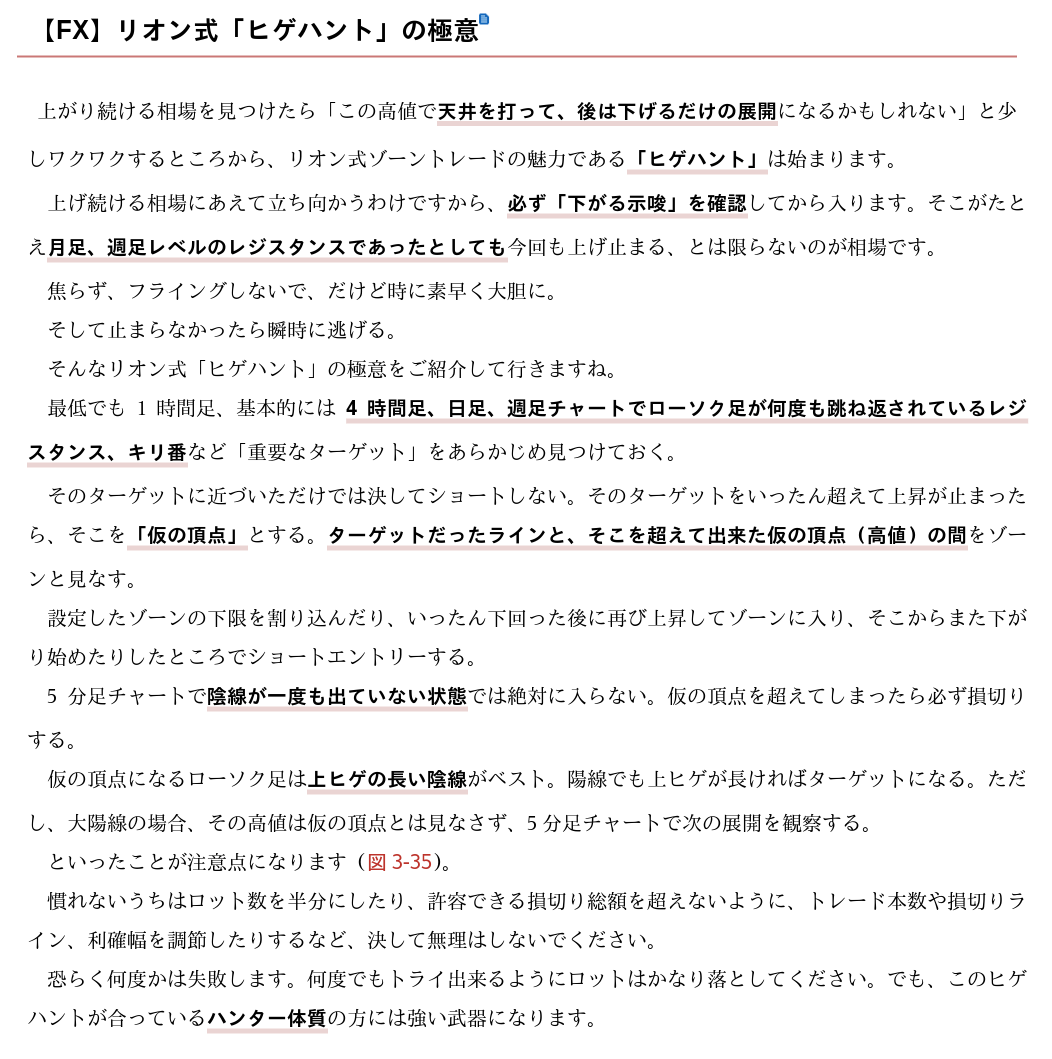 【FX】リオン式「ヒゲハント」の極意
上がり続ける相場を見つけたら「この高値で天井を打って、後は下げるだけの展開になるかもしれない」と少
しワクワクするところから、リオン式ゾーントレードの魅力である「ヒゲハント」は始まります。
上げ続ける相場にあえて立ち向かうわけですから、必ず「下がる示唆」を確認してから入ります。そこがたと
え月足、週足レベルのレジスタンスであったとしても今回も上げ止まる、とは限らないのが相場です。
焦らず、フライングしないで、だけど時に素早く大胆に。
そして止まらなかったら瞬時に逃げる。
そんなリオン式「ヒゲハント」の極意をご紹介して行きますね。
最低でも 1 時間足、基本的には 4 時間足、日足、週足チャートでローソク足が何度も跳ね返されているレジ
スタンス、キリ番など「重要なターゲット」をあらかじめ見つけておく。
そのターゲットに近づいただけでは決してショートしない。そのターゲットをいったん超えて上昇が止まった
ら、そこを「仮の頂点」とする。ターゲットだったラインと、そこを超えて出来た仮の頂点（高値）の間をゾー
ンと見なす。
設定したゾーンの下限を割り込んだり、いったん下回った後に再び上昇してゾーンに入り、そこからまた下が
り始めたりしたところでショートエントリーする。
5 分足チャートで陰線が一度も出ていない状態では絶対に入らない。仮の頂点を超えてしまったら必ず損切り
する。
仮の頂点になるローソク足は上ヒゲの長い陰線がベスト。陽線でも上ヒゲが長ければターゲットになる。ただ
し、大陽線の場合、その高値は仮の頂点とは見なさず、5 分足チャートで次の展開を観察する。
といったことが注意点になります（図 3-35）。
慣れないうちはロット数を半分にしたり、許容できる損切り総額を超えないように、トレード本数や損切りラ
イン、利確幅を調節したりするなど、決して無理はしないでください。
恐らく何度かは失敗します。何度でもトライ出来るようにロットはかなり落としてください。でも、このヒゲ
ハントが合っているハンター体質の方には強い武器になります。